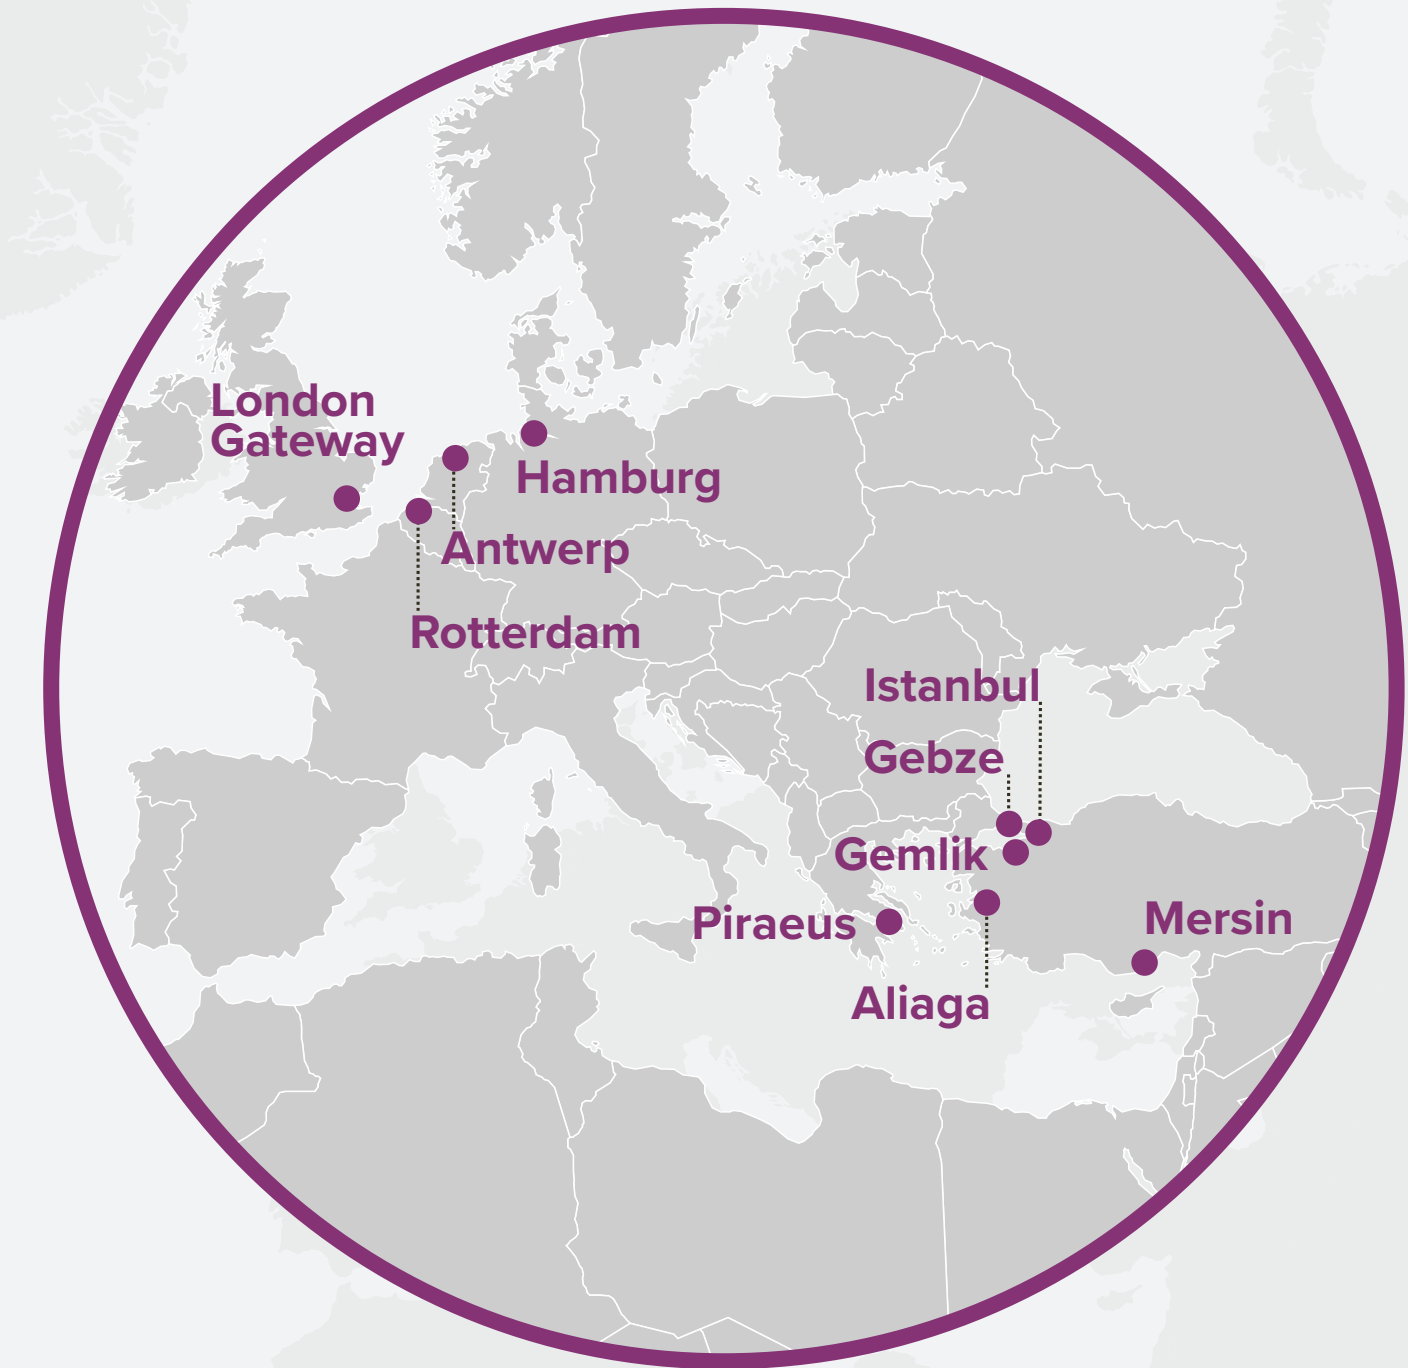 London
Gateway
Hamburg
Antwerp
Rotterdam
Istanbul
Gebze
Gemlik
Piraeus
Mersin
Aliaga